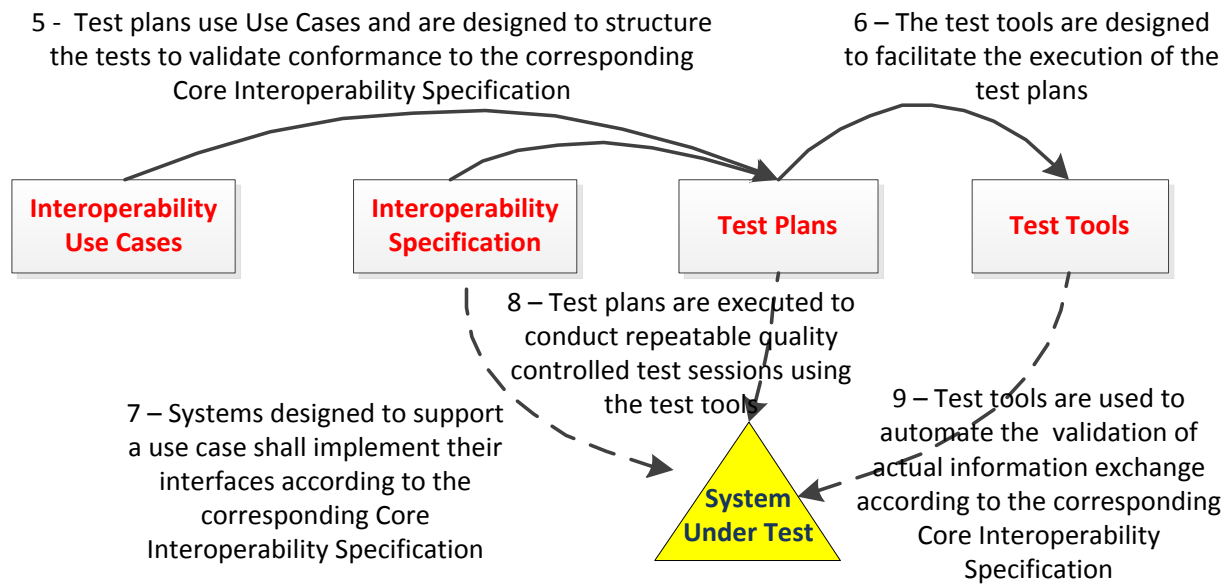 5 -  Test plans use Use Cases and are designed to structure
the tests to validate conformance to the corresponding
Core Interoperability Specification
6 – The test tools are designed
to facilitate the execution of the
test plans
Interoperability
Use Cases
Interoperability
Specification
Test Plans
Test Tools
8 – Test plans are executed to
conduct repeatable quality
controlled test sessions using
the test tools
7 – Systems designed to support
a use case shall implement their
interfaces according to the
corresponding Core
Interoperability Specification
9 – Test tools are used to
automate the  validation of
actual information exchange
according to the corresponding
Core Interoperability
Specification
System
Under Test